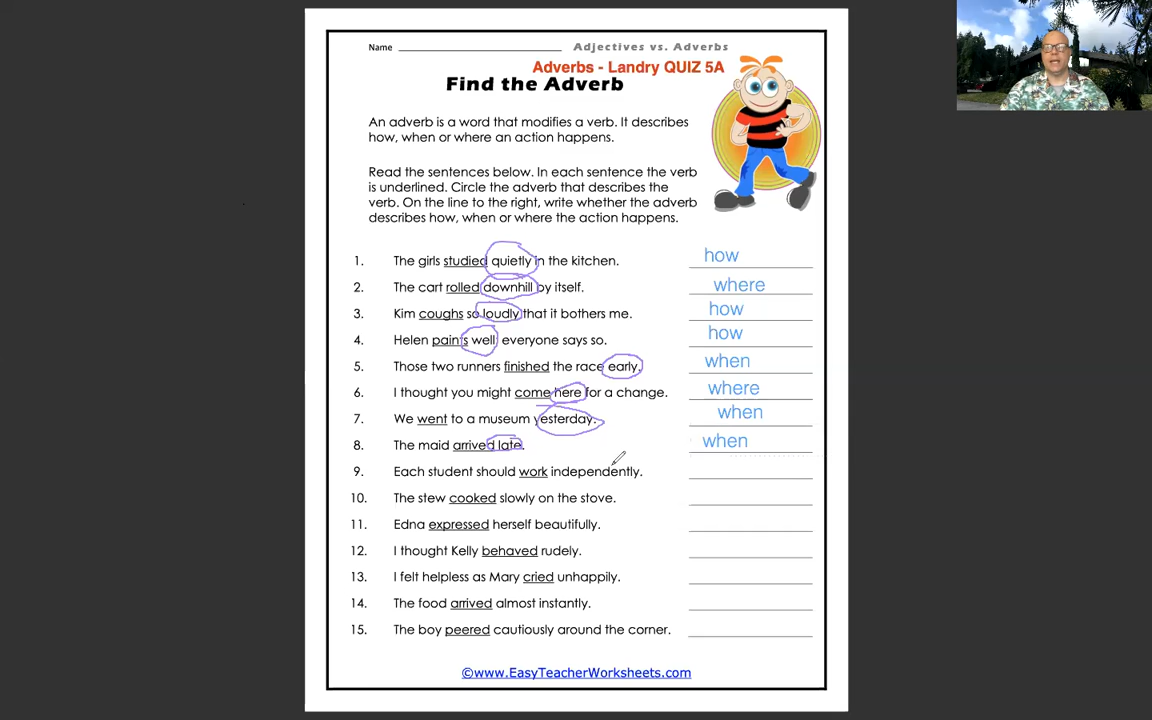 Name
Adjectives vs. Adverbs
Adverbs - Landry QUIZ 5A
Find the Adverb
An adverb is a word that modifies a verb. It describes
how, when or where an action happens.
Read the sentences below. In each sentence the verb
is underlined. Circle the adverb that describes the
verb. On the line to the right, write whether the adverb
describes how, when or where the action happens.
1. The girls studied quietly in the kitchen. how
2. The cart rolled downhill by itself. where
3. Kim coughs so loudly that it bothers me. how
4. Helen paints well everyone says so. how
5. Those two runners finished the race early. when
6. I thought you might come here for a change. where
7. We went to a museum yesterday. when
8. The maid arrived late. when
9. Each student should work independently.
10. The stew cooked slowly on the stove.
11. Edna expressed herself beautifully.
12. I thought Kelly behaved rudely.
13. I felt helpless as Mary cried unhappily.
14. The food arrived almost instantly.
15. The boy peered cautiously around the corner.
©www.EasyTeacherWorksheets.com